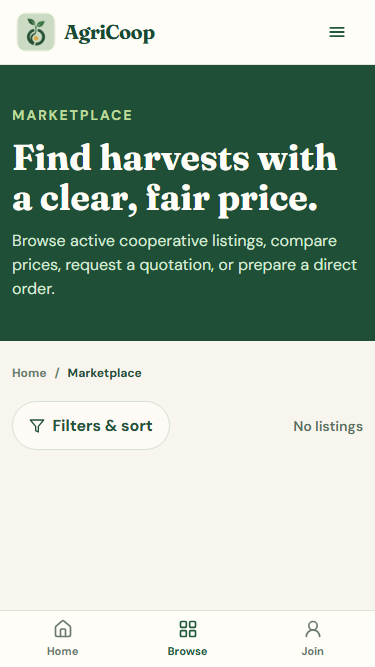 AgriCoop
MARKETPLACE
Find harvests with
a clear, fair price.
Browse active cooperative listings, compare
prices, request a quotation, or prepare a direct
order.
Home / Marketplace
Filters & sort
No listings
Home
Browse
Join